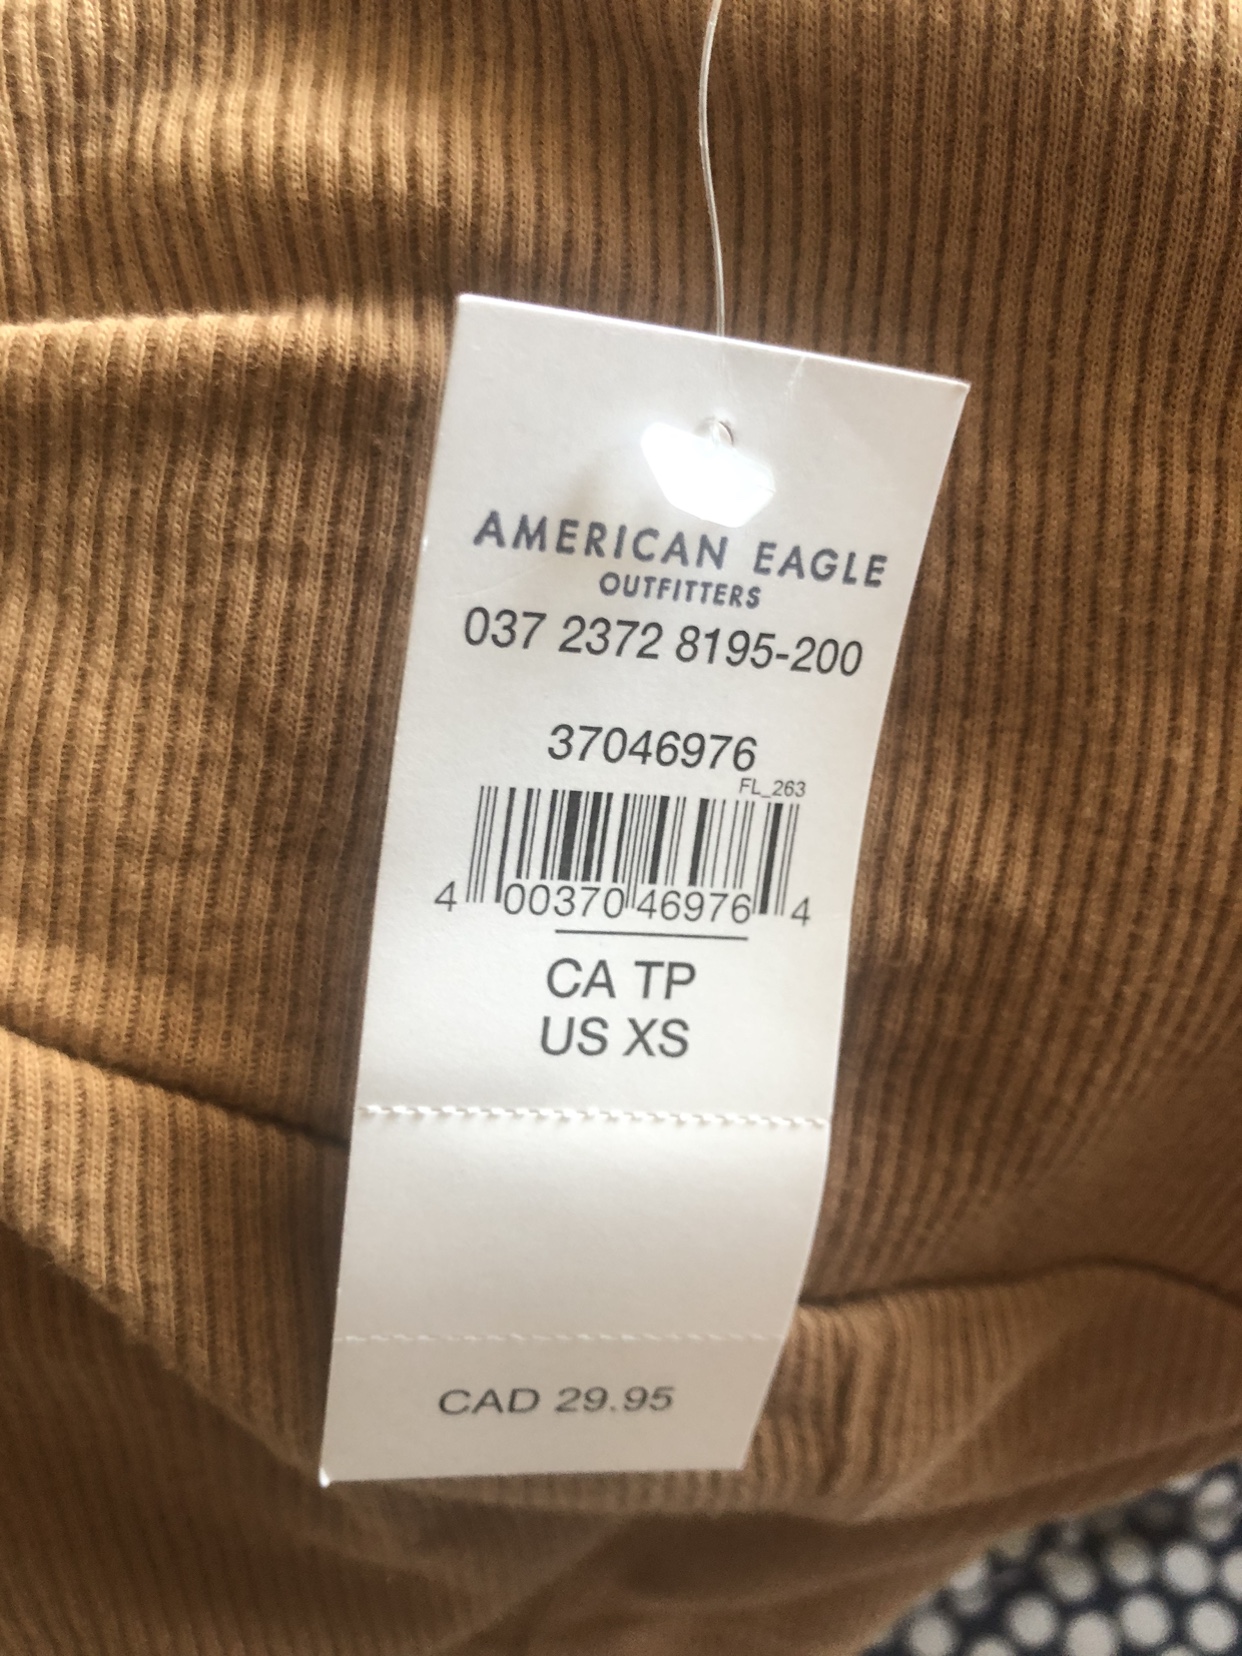 AMERICAN EAGLE
OUTFITTERS
037 2372 8195-200
37046976
FL_263
4 00370 46976 4
CA TP
US XS
CAD 29.95